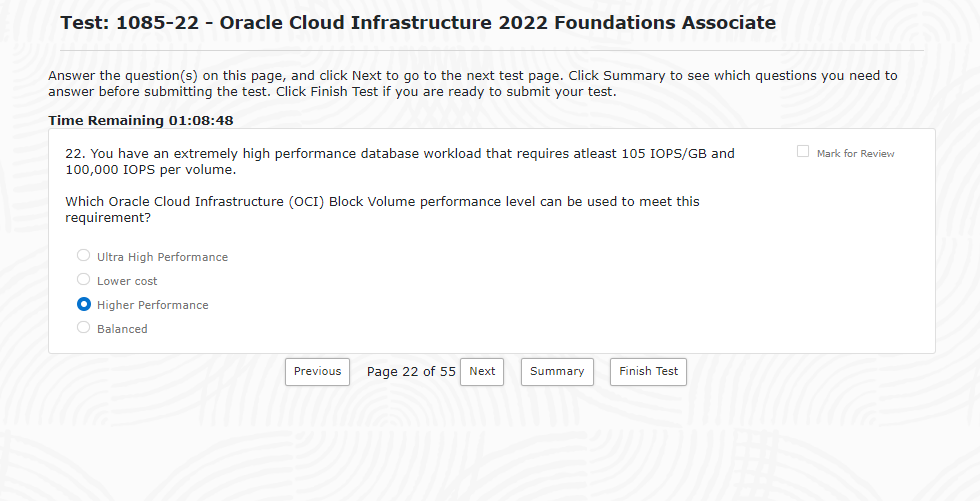 Test: 1085-22 - Oracle Cloud Infrastructure 2022 Foundations Associate
Answer the question(s) on this page, and click Next to go to the next test page. Click Summary to see which questions you need to
answer before submitting the test. Click Finish Test if you are ready to submit your test.
Time Remaining 01:08:48
22. You have an extremely high performance database workload that requires atleast 105 IOPS/GB and
100,000 IOPS per volume.
Mark for Review
Which Oracle Cloud Infrastructure (OCI) Block Volume performance level can be used to meet this
requirement?
Ultra High Performance
Lower cost
Higher Performance
Balanced
Previous Page 22 of 55 Next Summary Finish Test